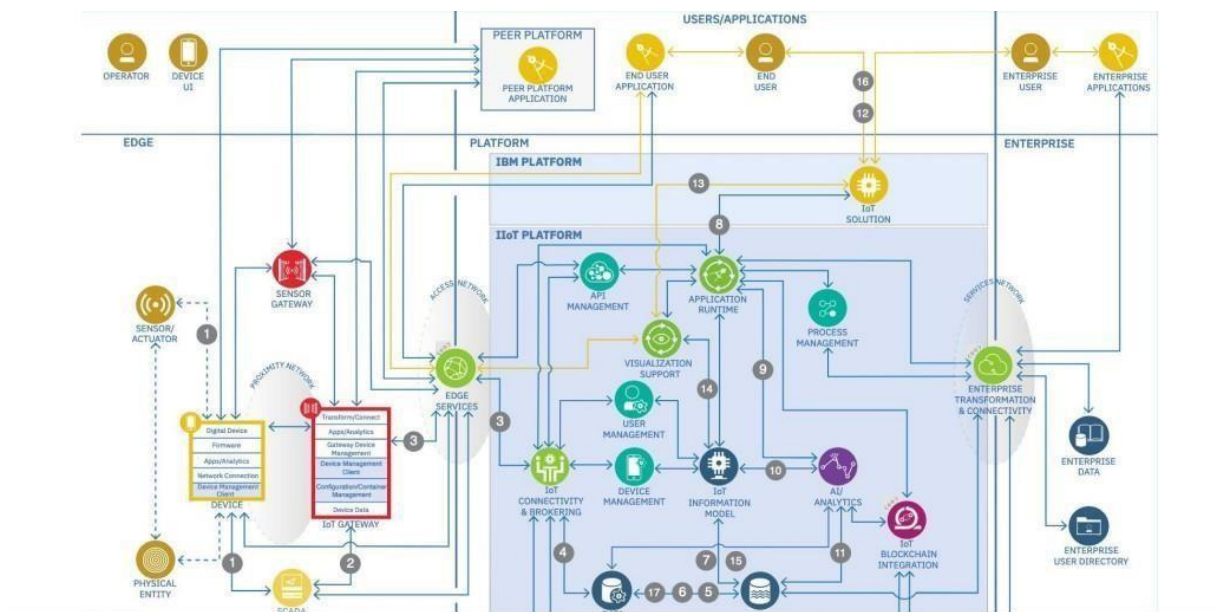 USERS/APPLICATIONS
PEER PLATFORM
OPERATOR
DEVICE
UI
PEER PLATFORM
APPLICATION
END USER
APPLICATION
END
USER
16
12
ENTERPRISE
USER
ENTERPRISE
APPLICATIONS
EDGE
PLATFORM
ENTERPRISE
IBM PLATFORM
13
IoT
SOLUTION
8
IIoT PLATFORM
SENSOR
GATEWAY
ACCESS NETWORK
API
MANAGEMENT
APPLICATION
RUNTIME
SERVICES NETWORK
SENSOR/
ACTUATOR
1
PROCESS
MANAGEMENT
VISUALIZATION
SUPPORT
PROXIMITY NETWORK
EDGE
SERVICES
14
9
ENTERPRISE
TRANSFORMATION
& CONNECTIVITY
Digital Device
Firmware
Apps/Analytics
Network Connection
Device Management
Client
DEVICE
Transform/Connect
Apps/Analytics
Gateway Device
Management
Device Management
Client
Configuration/Container
Management
Device Data
IoT GATEWAY
3
3
USER
MANAGEMENT
IoT
CONNECTIVITY
& BROKERING
DEVICE
MANAGEMENT
IoT
INFORMATION
MODEL
10
AI/
ANALYTICS
ENTERPRISE
DATA
IoT
BLOCKCHAIN
INTEGRATION
ENTERPRISE
USER DIRECTORY
PHYSICAL
ENTITY
1
2
4
7
15
11
17
6
5
SCADA